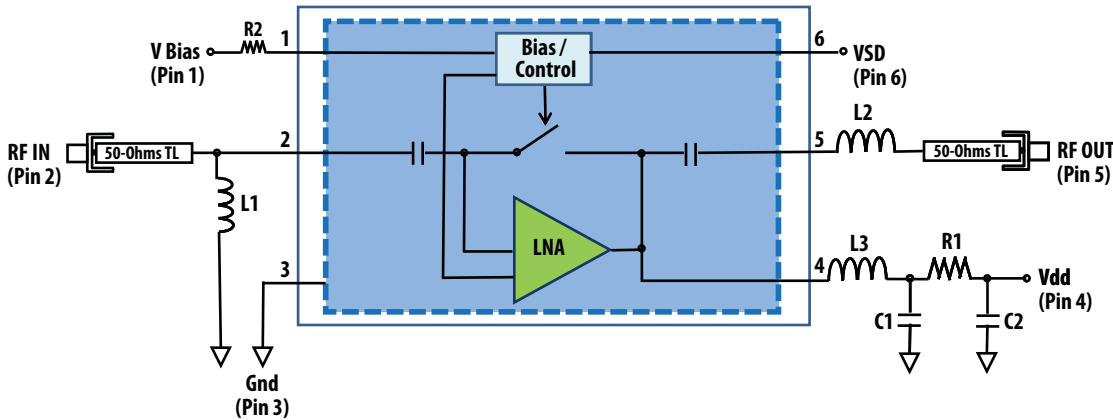 R2
V Bias
(Pin 1)
1
Bias /
Control
6
VSD
(Pin 6)
RF IN
(Pin 2)
50-Ohms TL
2
5
L2
50-Ohms TL
RF OUT
(Pin 5)
L1
LNA
3
4
L3
R1
Vdd
(Pin 4)
C1
C2
Gnd
(Pin 3)